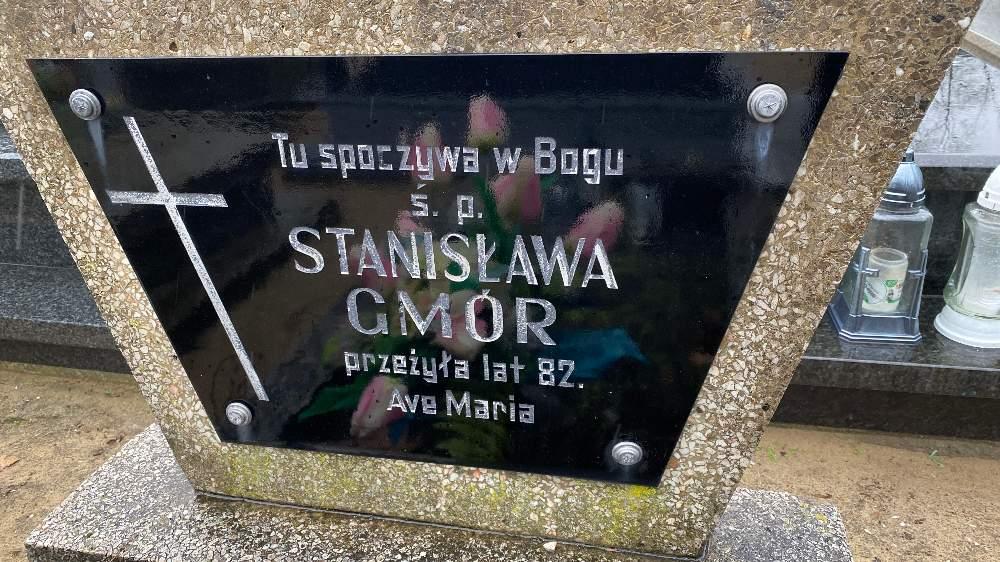 Tu spoczywa w Bogu
ś. p.
STANISŁAWA
GMÓR
przeżyła lat 82.
Ave Maria